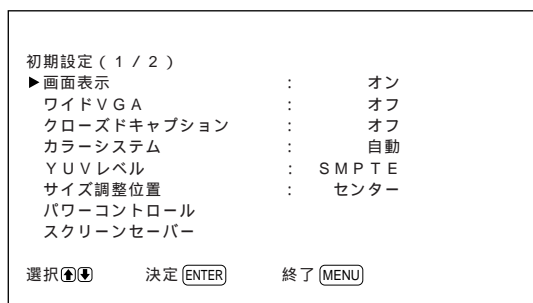 初期設定（１／２）
▶画面表示　：　オン
ワイドＶＧＡ　：　オフ
クローズドキャプション　：　オフ
カラーシステム　：　自動
ＹＵＶレベル　：　ＳＭＰＴＥ
サイズ調整位置　：　センター
パワーコントロール
スクリーンセーバー
選択⬆⬇　決定 ENTER　終了 MENU